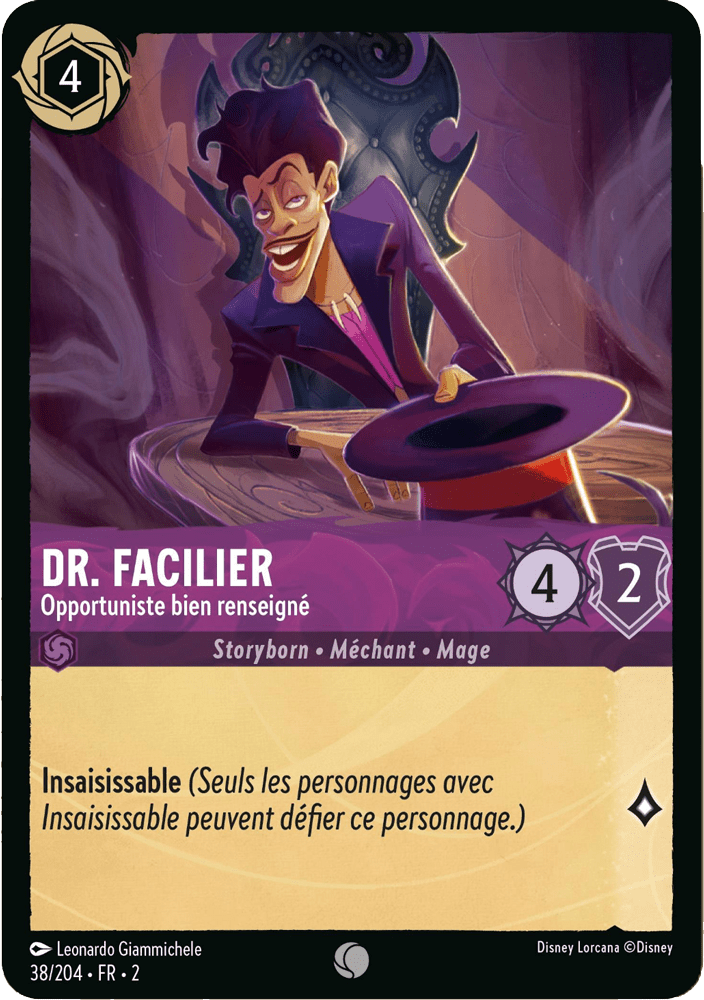 4
DR. FACILIER
Opportuniste bien renseigné
4
2
Storyborn • Méchant • Mage
Insaisissable (Seuls les personnages avec
Insaisissable peuvent défier ce personnage.)
Leonardo Giammichele
Disney Lorcana ©Disney
38/204 • FR • 2